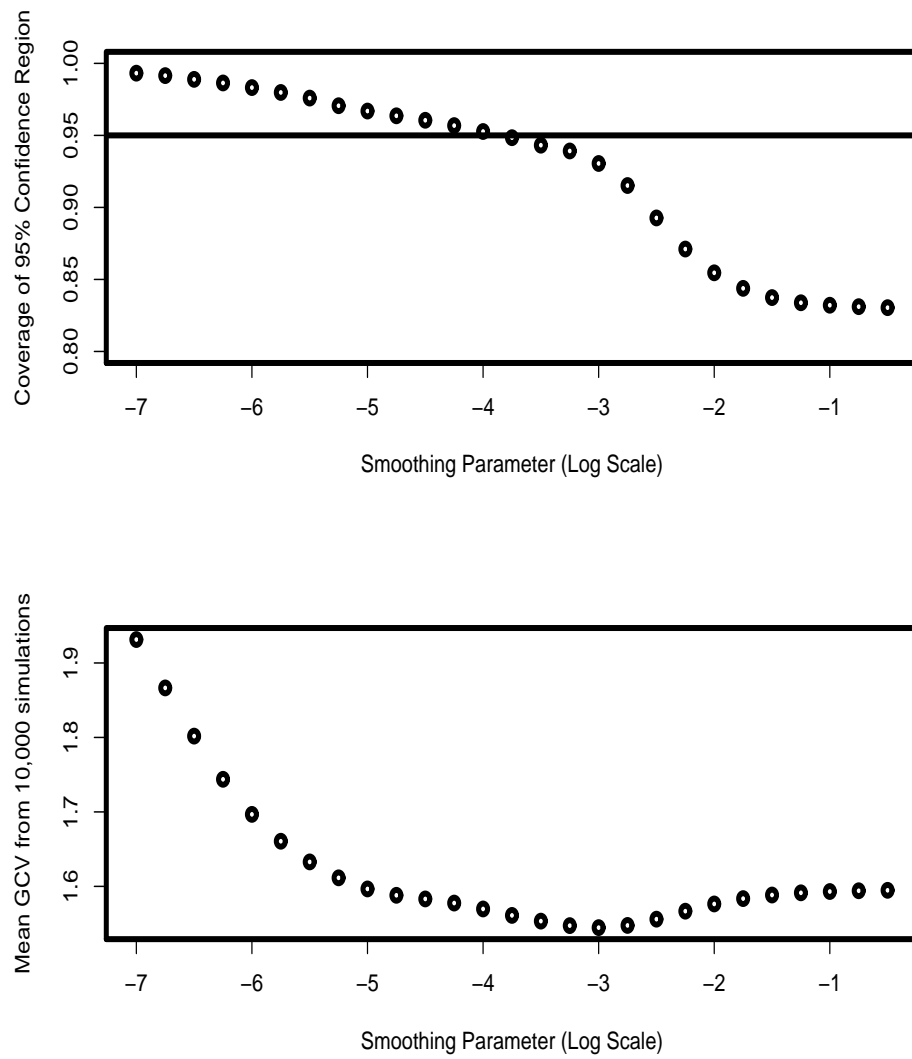 Coverage of 95% Confidence Region
1.00
0.95
0.90
0.85
0.80
−7 −6 −5 −4 −3 −2 −1
Smoothing Parameter (Log Scale)
Mean GCV from 10,000 simulations
1.9
1.8
1.7
1.6
−7 −6 −5 −4 −3 −2 −1
Smoothing Parameter (Log Scale)